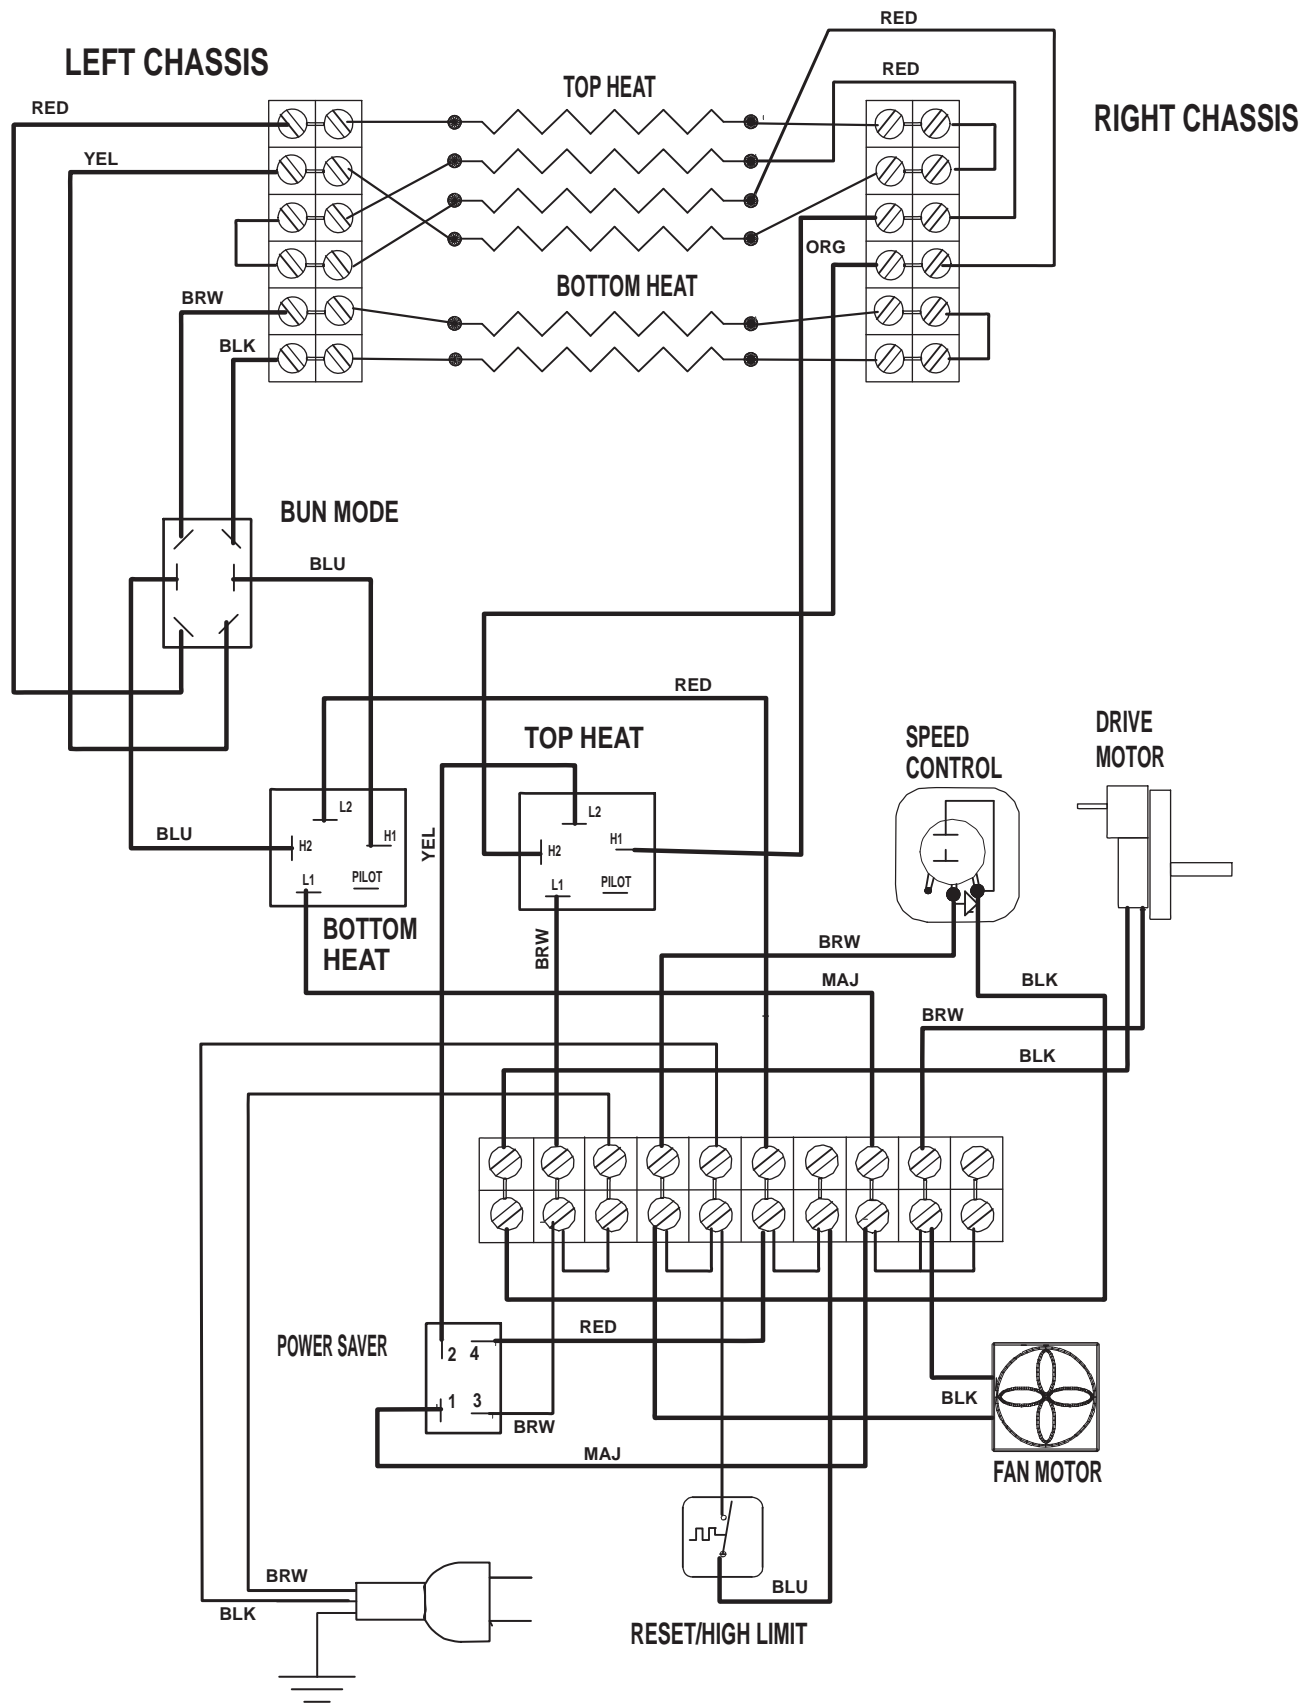 RED
LEFT CHASSIS
RED
TOP HEAT
RED
RIGHT CHASSIS
YEL
ORG
BOTTOM HEAT
BRW
BLK
BUN MODE
BLU
RED
TOP HEAT
SPEED
CONTROL
DRIVE
MOTOR
L2
L2
BLU
H2
H1
YEL
H2
H1
L1
PILOT
L1
PILOT
BOTTOM
HEAT
BRW
BRW
MAJ
BLK
BRW
BLK
POWER SAVER
RED
2 4
1 3
BRW
BLK
MAJ
FAN MOTOR
BRW
BLK
BLU
RESET/HIGH LIMIT